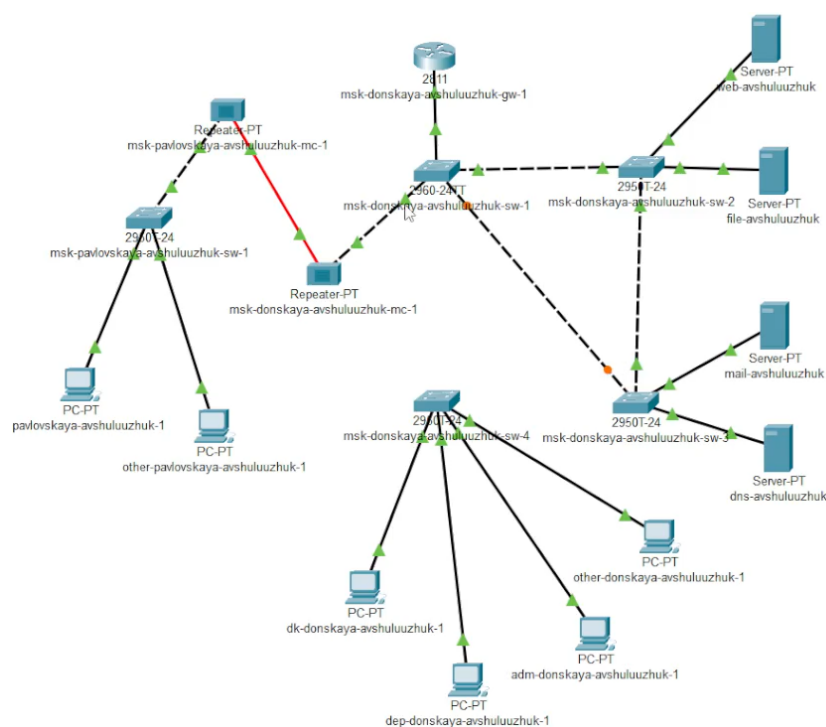 2811
msk-donskaya-avshuluuzhuk-gw-1
Server-PT
web-avshuluuzhuk
Repeater-PT
msk-pavlovskaya-avshuluuzhuk-mc-1
2960-24TT
msk-donskaya-avshuluuzhuk-sw-1
2950T-24
msk-donskaya-avshuluuzhuk-sw-2
Server-PT
file-avshuluuzhuk
2950T-24
msk-pavlovskaya-avshuluuzhuk-sw-1
Repeater-PT
msk-donskaya-avshuluuzhuk-mc-1
Server-PT
mail-avshuluuzhuk
PC-PT
pavlovskaya-avshuluuzhuk-1
PC-PT
other-pavlovskaya-avshuluuzhuk-1
2950T-24
msk-donskaya-avshuluuzhuk-sw-4
2950T-24
msk-donskaya-avshuluuzhuk-sw-3
Server-PT
dns-avshuluuzhuk
PC-PT
other-donskaya-avshuluuzhuk-1
PC-PT
dk-donskaya-avshuluuzhuk-1
PC-PT
adm-donskaya-avshuluuzhuk-1
PC-PT
dep-donskaya-avshuluuzhuk-1